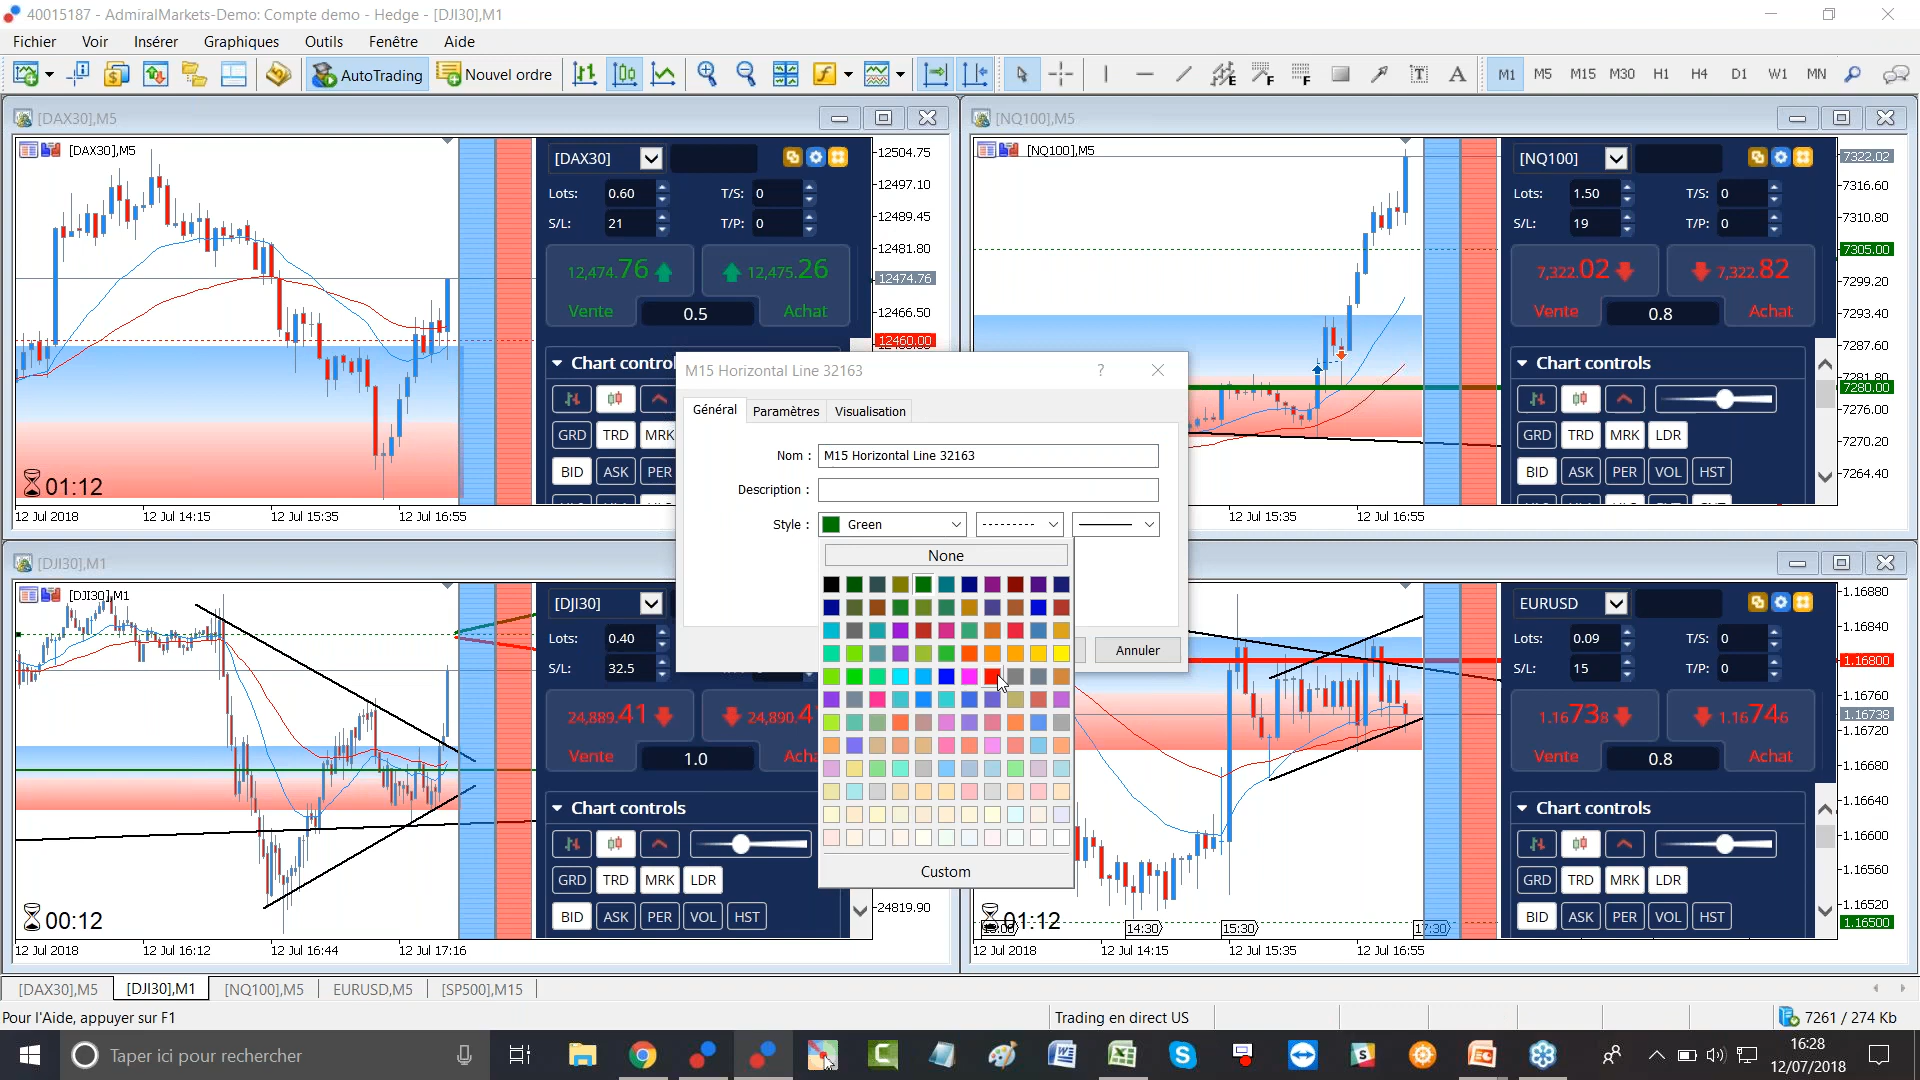 40015187 - AdmiralMarkets-Demo: Compte demo - Hedge - [DJI30],M1
Fichier Voir Insérer Graphiques Outils Fenêtre Aide
AutoTrading Nouvel ordre M1 M5 M15 M30 H1 H4 D1 W1 MN
[DAX30],M5
[DAX30],M5
12504.75
12497.10
12489.45
12481.80
12474.76
12466.50
12460.00
01:12
12 Jul 2018 12 Jul 14:15 12 Jul 15:35 12 Jul 16:55
[DAX30]
Lots: 0.60 T/S: 0
S/L: 21 T/P: 0
12,474.76 12,475.26
Vente 0.5 Achat
Chart controls
GRD TRD MRK
BID ASK PER
[NQ100],M5
[NQ100],M5
[NQ100]
Lots: 1.50 T/S: 0
S/L: 19 T/P: 0
7,322.02 7,322.82
Vente 0.8 Achat
Chart controls
GRD TRD MRK LDR
BID ASK PER VOL HST
7322.02
7316.60
7310.80
7305.00
7299.20
7293.40
7287.60
7281.80
7280.00
7276.00
7270.20
7264.40
12 Jul 15:35 12 Jul 16:55
M15 Horizontal Line 32163 ?
Général Paramètres Visualisation
Nom : M15 Horizontal Line 32163
Description :
Style : Green
None
Custom
Annuler
[DJI30],M1
[DJI30],M1
[DJI30]
Lots: 0.40
S/L: 32.5
24,889.41 24,890.4
Vente 1.0
Chart controls
GRD TRD MRK LDR
BID ASK PER VOL HST
24819.90
00:12
12 Jul 2018 12 Jul 16:12 12 Jul 16:44 12 Jul 17:16
EURUSD
Lots: 0.09 T/S: 0
S/L: 15 T/P: 0
1.16738 1.16746
Vente 0.8 Achat
Chart controls
GRD TRD MRK LDR
BID ASK PER VOL HST
1.16880
1.16840
1.16800
1.16760
1.16738
1.16720
1.16680
1.16640
1.16600
1.16560
1.16520
1.16500
01:12
14:30 15:30 17:30
12 Jul 2018 12 Jul 14:15 12 Jul 15:35 12 Jul 16:55
[DAX30],M5 [DJI30],M1 [NQ100],M5 EURUSD,M5 [SP500],M15
Pour l'Aide, appuyer sur F1 Trading en direct US 7261 / 274 Kb
Taper ici pour rechercher 16:28
12/07/2018